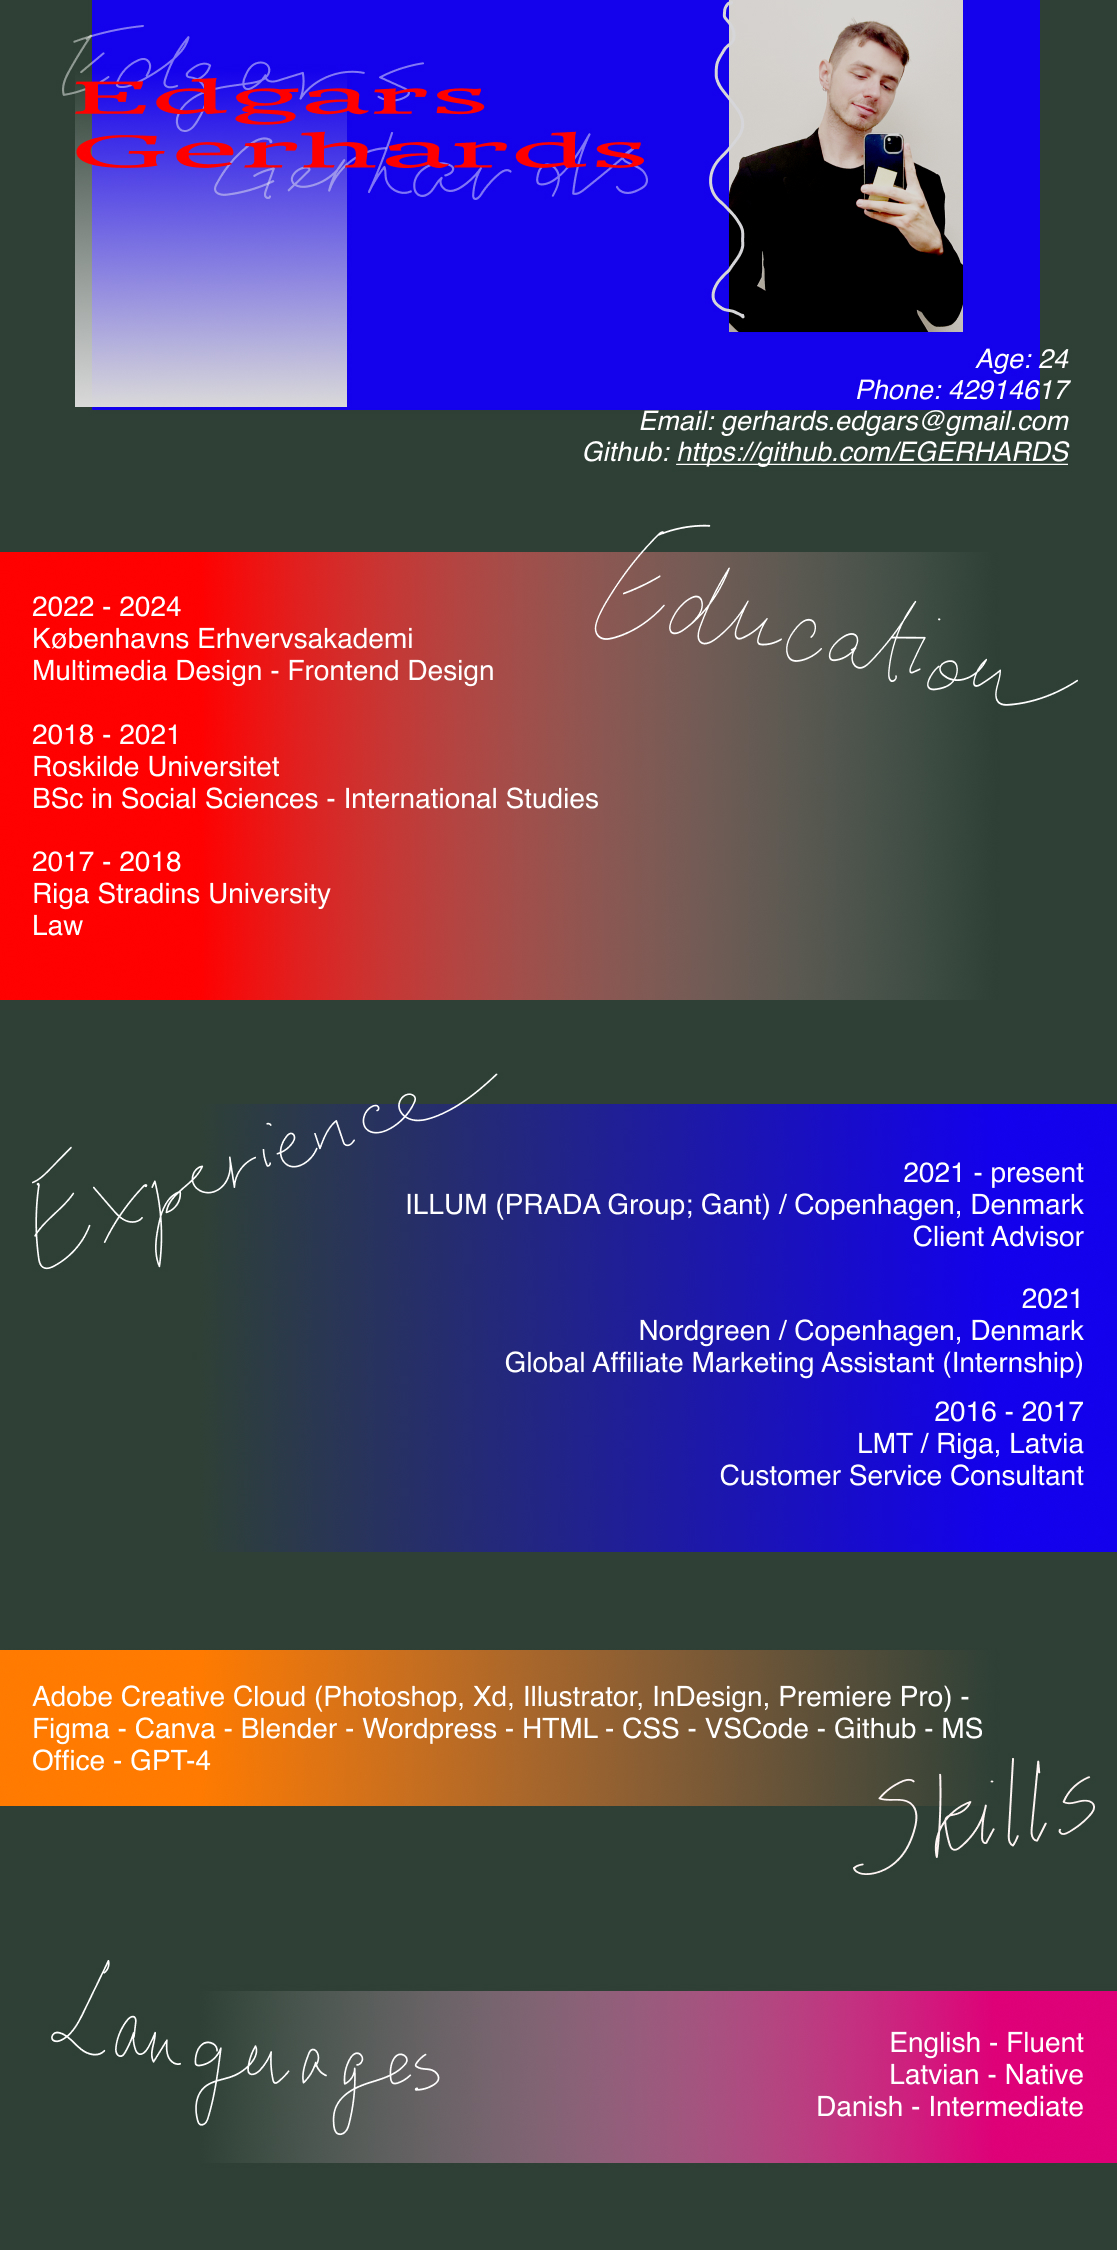 Edgars
Gerhards
Edgars
Gerhards
Age: 24
Phone: 42914617
Email: gerhards.edgars@gmail.com
Github: https://github.com/EGERHARDS
Education
2022 - 2024
Københavns Erhvervsakademi
Multimedia Design - Frontend Design
2018 - 2021
Roskilde Universitet
BSc in Social Sciences - International Studies
2017 - 2018
Riga Stradins University
Law
Experience
2021 - present
ILLUM (PRADA Group; Gant) / Copenhagen, Denmark
Client Advisor
2021
Nordgreen / Copenhagen, Denmark
Global Affiliate Marketing Assistant (Internship)
2016 - 2017
LMT / Riga, Latvia
Customer Service Consultant
Adobe Creative Cloud (Photoshop, Xd, Illustrator, InDesign, Premiere Pro) -
Figma - Canva - Blender - Wordpress - HTML - CSS - VSCode - Github - MS
Office - GPT-4
Skills
Languages
English - Fluent
Latvian - Native
Danish - Intermediate